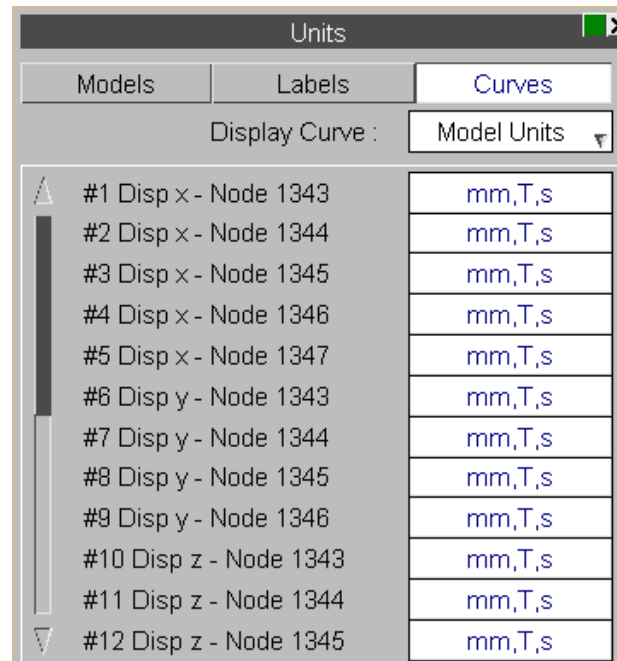 Units
Models Labels Curves
Display Curve : Model Units
#1 Disp x - Node 1343 mm,T,s
#2 Disp x - Node 1344 mm,T,s
#3 Disp x - Node 1345 mm,T,s
#4 Disp x - Node 1346 mm,T,s
#5 Disp x - Node 1347 mm,T,s
#6 Disp y - Node 1343 mm,T,s
#7 Disp y - Node 1344 mm,T,s
#8 Disp y - Node 1345 mm,T,s
#9 Disp y - Node 1346 mm,T,s
#10 Disp z - Node 1343 mm,T,s
#11 Disp z - Node 1344 mm,T,s
#12 Disp z - Node 1345 mm,T,s